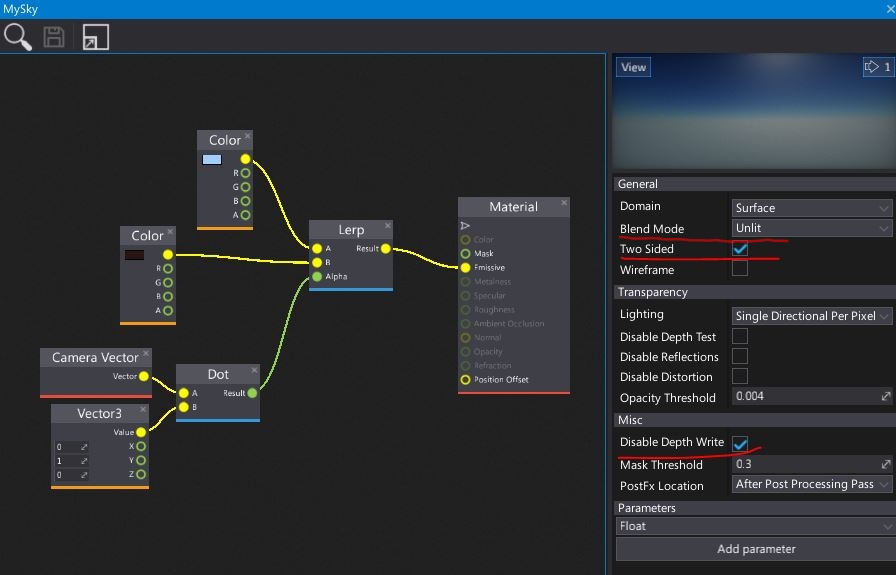 MySky
View
1
Color
R
G
B
A
Color
R
G
B
A
Lerp
A
Result
B
Alpha
Material
Color
Mask
Emissive
Metalness
Specular
Roughness
Ambient Occlusion
Normal
Opacity
Refraction
Position Offset
Camera Vector
Vector
Dot
A
Result
B
Vector3
Value
0
X
1
Y
0
Z
General
Domain
Surface
Blend Mode
Unlit
Two Sided
Wireframe
Transparency
Lighting
Single Directional Per Pixel
Disable Depth Test
Disable Reflections
Disable Distortion
Opacity Threshold
0.004
Misc
Disable Depth Write
Mask Threshold
0.3
PostFx Location
After Post Processing Pass
Parameters
Float
Add parameter